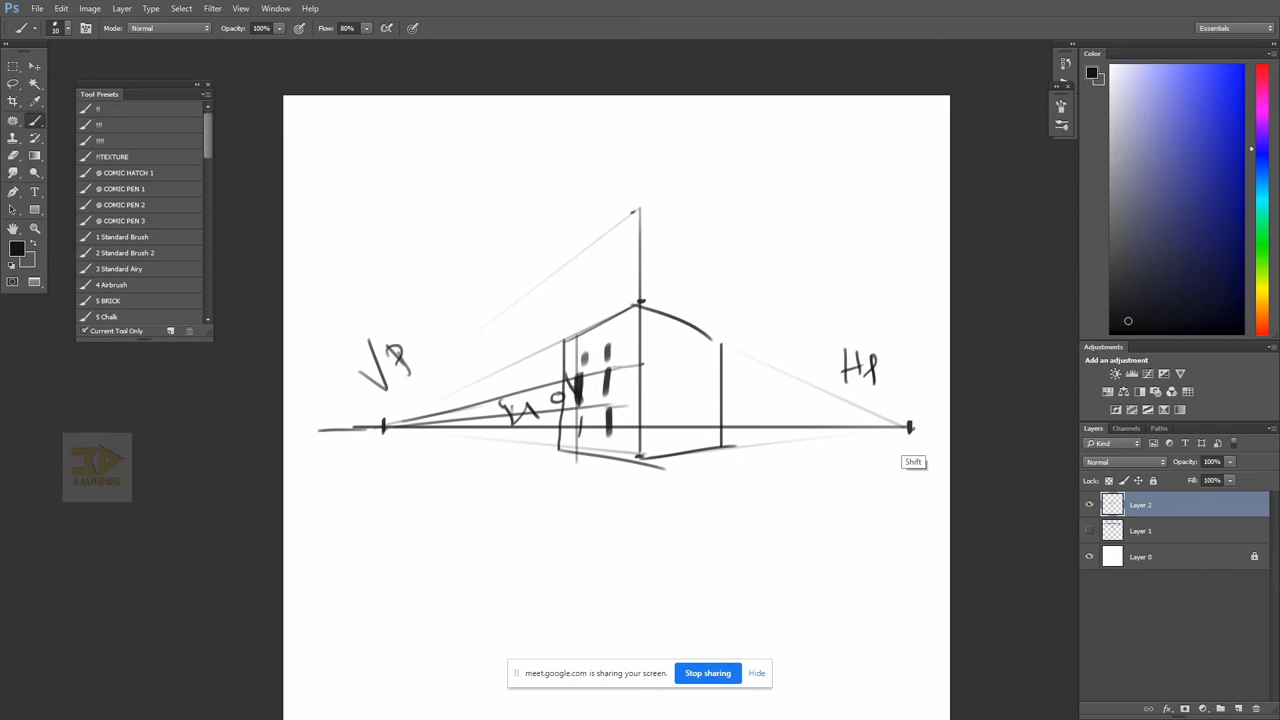 Ps File Edit Image Layer Type Select Filter View Window Help
10 Mode: Normal Opacity: 100% Flow: 80% Essentials
Color
Tool Presets
!!
!!!
!!!!
!!TEXTURE
@ COMIC HATCH 1
@ COMIC PEN 1
@ COMIC PEN 2
@ COMIC PEN 3
1 Standard Brush
2 Standard Brush 2
3 Standard Airy
4 Airbrush
5 BRICK
5 Chalk
Current Tool Only
VP
HP
Shift
Adjustments
Add an adjustment
Layers Channels Paths
Kind
Normal Opacity: 100%
Lock: Fill: 100%
Layer 2
Layer 1
Layer 0
meet.google.com is sharing your screen. Stop sharing Hide